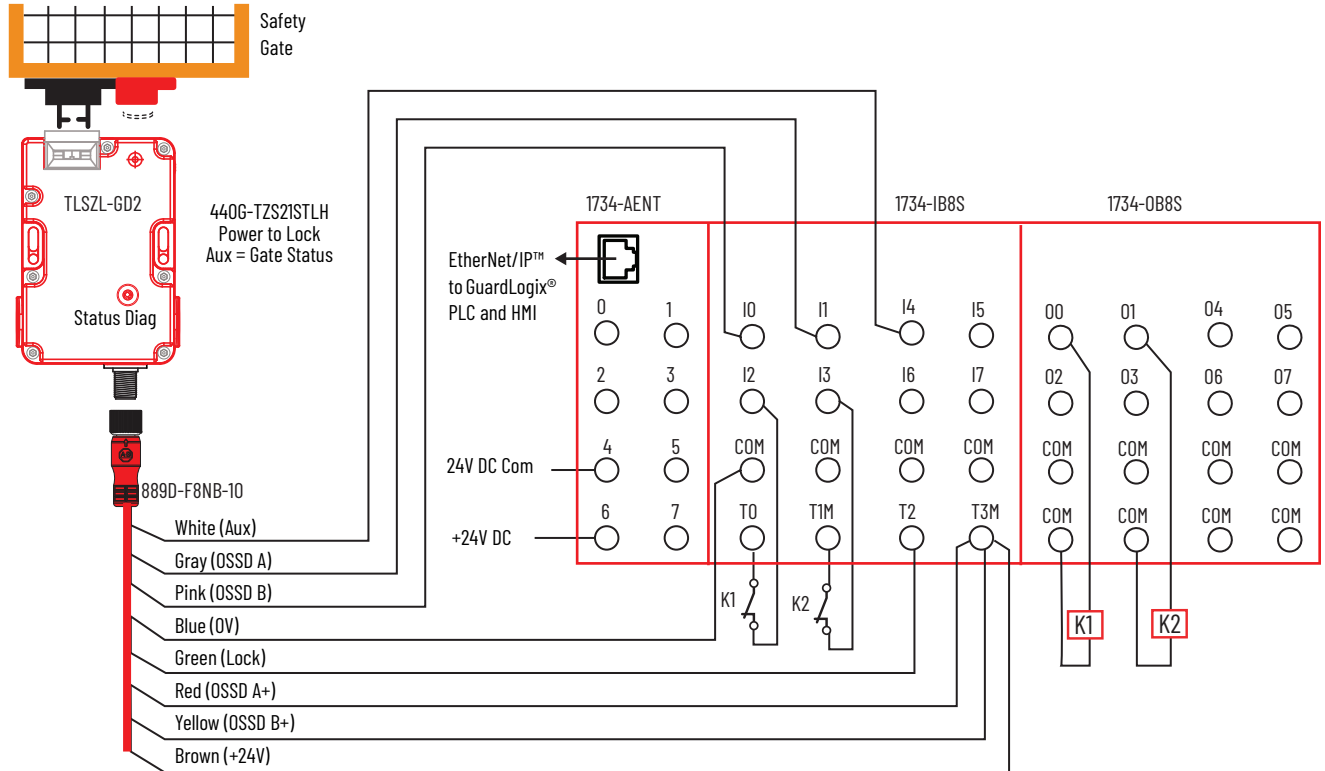 Safety
Gate
TLSZL-GD2
440G-TZS21STLH
Power to Lock
Aux = Gate Status
Status Diag
889D-F8NB-10
White (Aux)
Gray (OSSD A)
Pink (OSSD B)
Blue (0V)
Green (Lock)
Red (OSSD A+)
Yellow (OSSD B+)
Brown (+24V)
EtherNet/IP™
to GuardLogix®
PLC and HMI
24V DC Com
+24V DC
1734-AENT
1734-IB8S
1734-OB8S
0 1 I0 I1 I4 I5 O0 O1 O4 O5
2 3 I2 I3 I6 I7 O2 O3 O6 O7
4 5 COM COM COM COM COM COM COM COM
6 7 T0 T1M T2 T3M COM COM COM COM
K1 K2
K1 K2